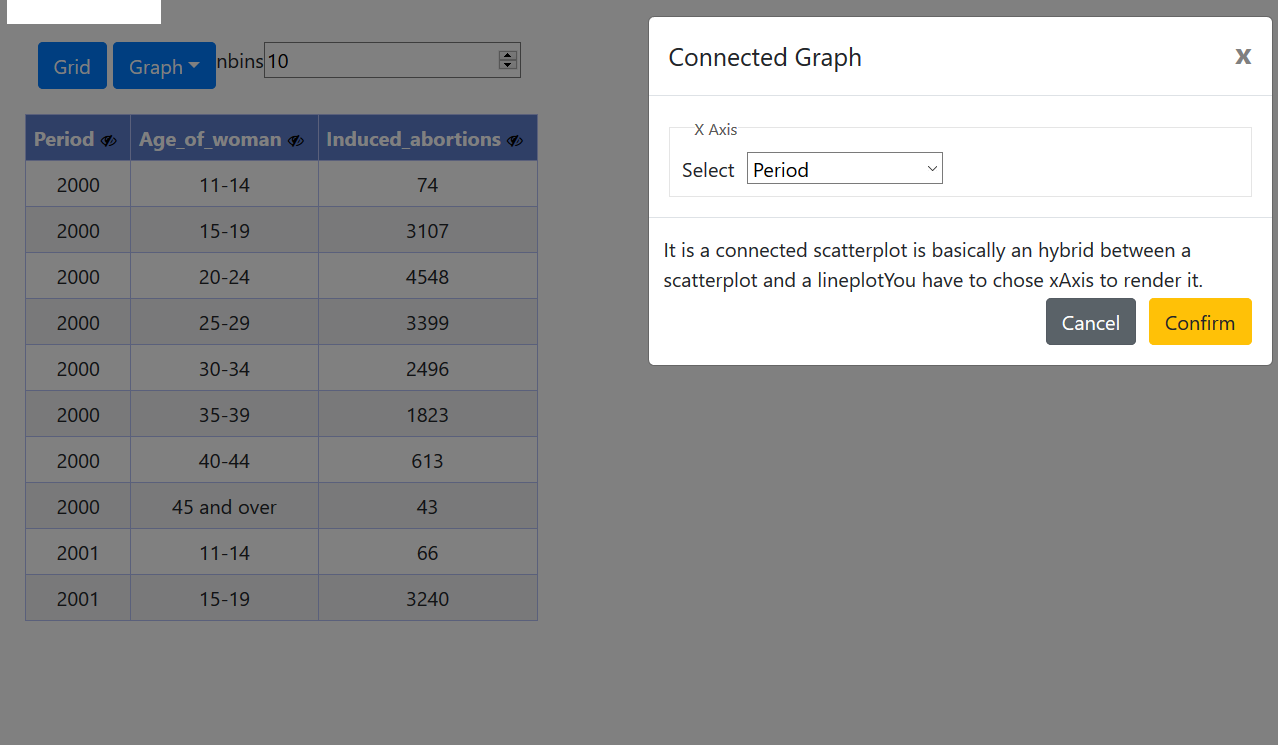 Grid Graph nbins 10
Period Age_of_woman Induced_abortions
2000 11-14 74
2000 15-19 3107
2000 20-24 4548
2000 25-29 3399
2000 30-34 2496
2000 35-39 1823
2000 40-44 613
2000 45 and over 43
2001 11-14 66
2001 15-19 3240
Connected Graph x
X Axis
Select Period
It is a connected scatterplot is basically an hybrid between a
scatterplot and a lineplotYou have to chose xAxis to render it.
Cancel Confirm